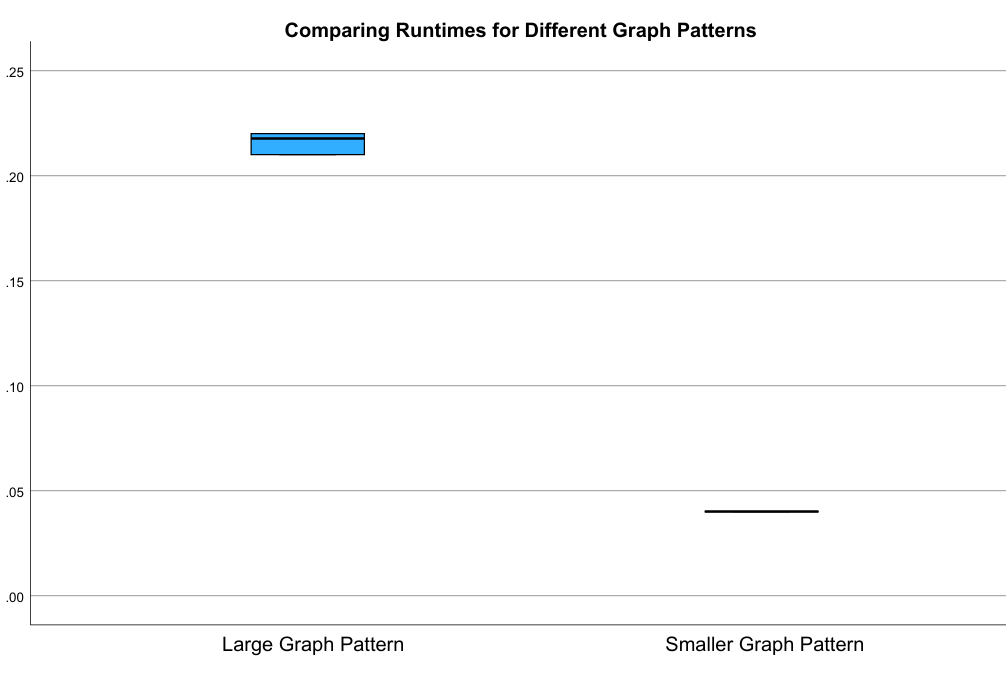 Comparing Runtimes for Different Graph Patterns
.25
.20
.15
.10
.05
.00
Large Graph Pattern
Smaller Graph Pattern